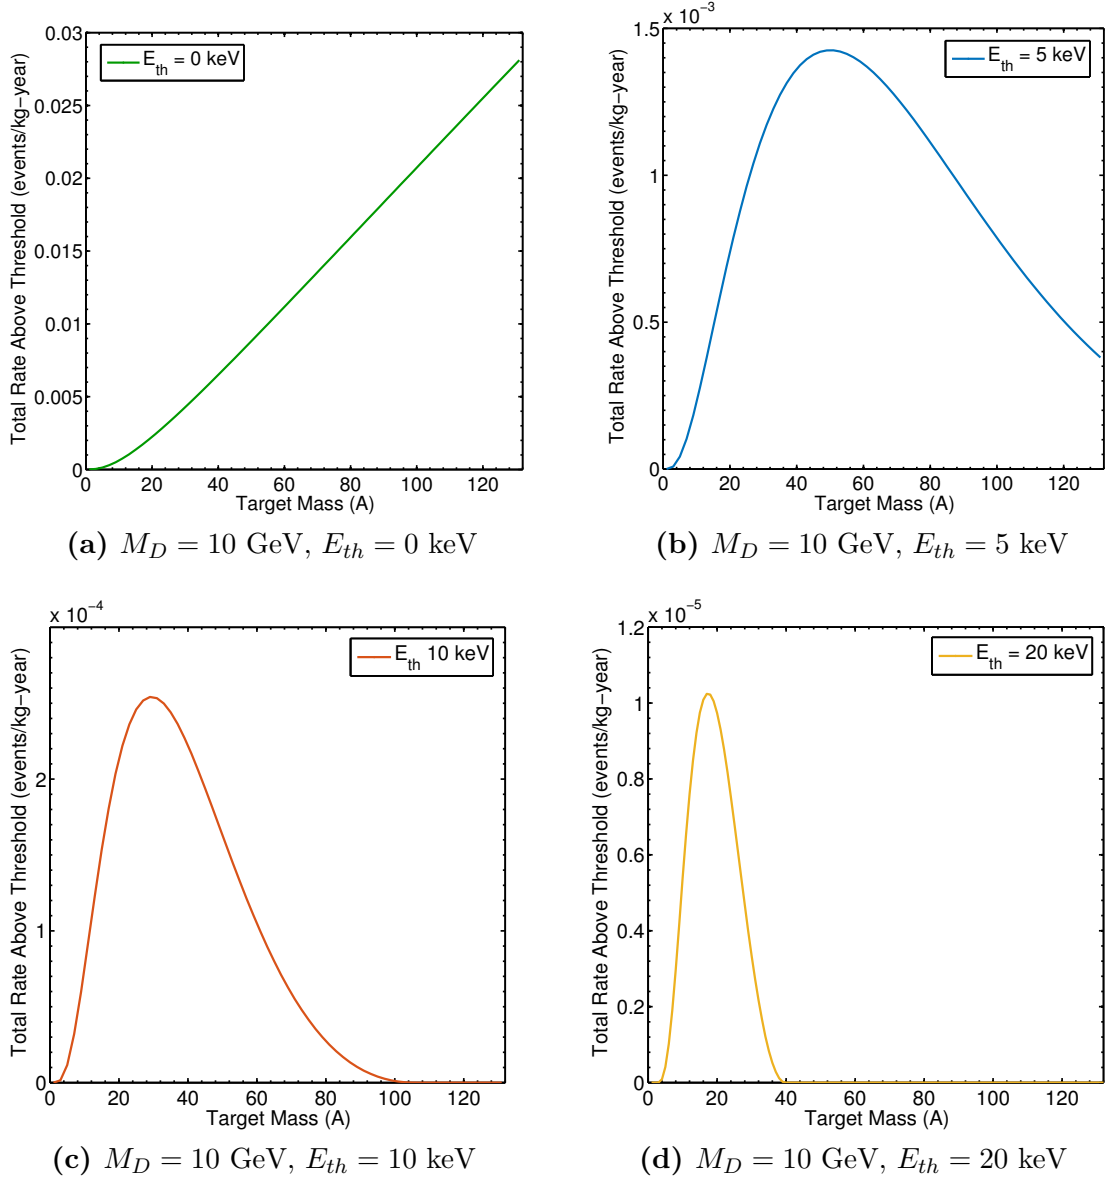 0.03
0.025
0.02
0.015
0.01
0.005
0
0 20 40 60 80 100 120
E_th = 0 keV
Total Rate Above Threshold (events/kg−year)
Target Mass (A)
(a) M_D = 10 GeV, E_th = 0 keV
x 10^−3
1.5
1
0.5
0
0 20 40 60 80 100 120
E_th = 5 keV
Total Rate Above Threshold (events/kg−year)
Target Mass (A)
(b) M_D = 10 GeV, E_th = 5 keV
x 10^−4
2
1
0
0 20 40 60 80 100 120
E_th 10 keV
Total Rate Above Threshold (events/kg−year)
Target Mass (A)
(c) M_D = 10 GeV, E_th = 10 keV
x 10^−5
1.2
1
0.8
0.6
0.4
0.2
0
0 20 40 60 80 100 120
E_th = 20 keV
Total Rate Above Threshold (events/kg−year)
Target Mass (A)
(d) M_D = 10 GeV, E_th = 20 keV